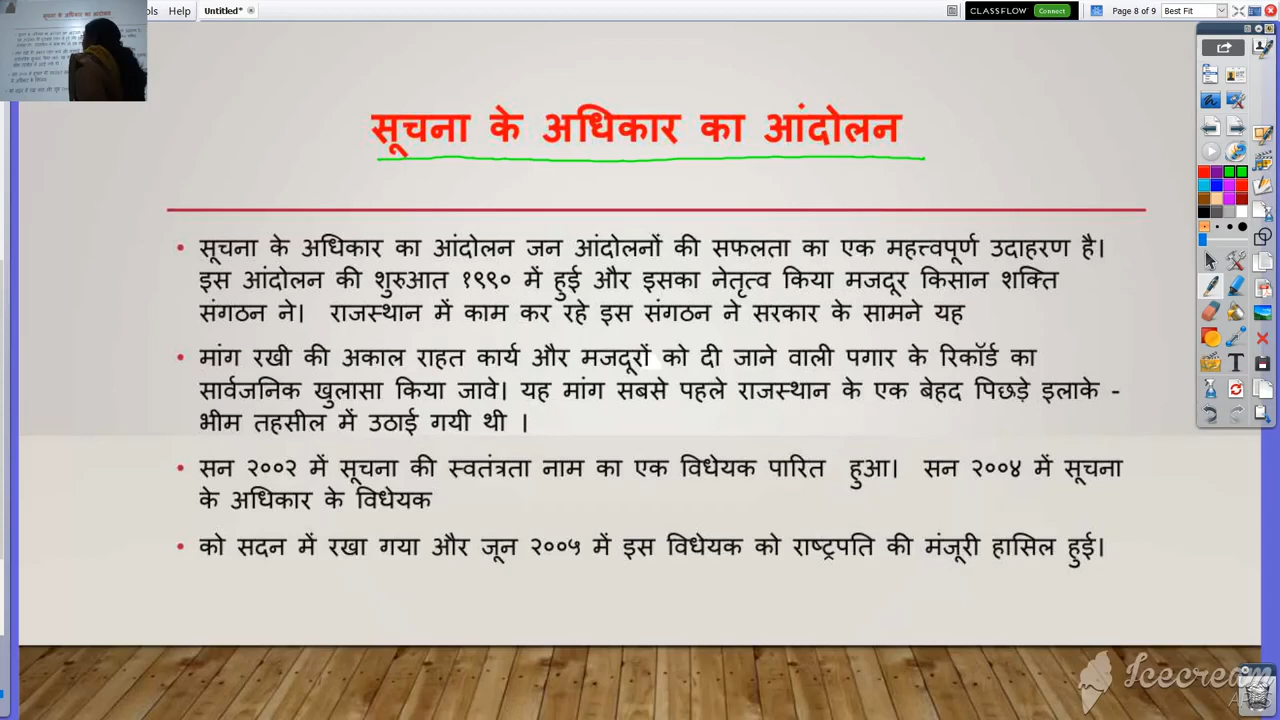 Help
Untitled*
CLASSFLOW
Connect
Page 8 of 9
Best Fit
सूचना के अधिकार का आंदोलन
• सूचना के अधिकार का आंदोलन जन आंदोलनों की सफलता का एक महत्त्वपूर्ण उदाहरण है।
इस आंदोलन की शुरुआत १९९० में हुई और इसका नेतृत्व किया मजदूर किसान शक्ति
संगठन ने। राजस्थान में काम कर रहे इस संगठन ने सरकार के सामने यह
• मांग रखी की अकाल राहत कार्य और मजदूरों को दी जाने वाली पगार के रिकॉर्ड का
सार्वजनिक खुलासा किया जावे। यह मांग सबसे पहले राजस्थान के एक बेहद पिछड़े इलाके -
भीम तहसील में उठाई गयी थी ।
• सन २००२ में सूचना की स्वतंत्रता नाम का एक विधेयक पारित हुआ। सन २००४ में सूचना
के अधिकार के विधेयक
• को सदन में रखा गया और जून २००५ में इस विधेयक को राष्ट्रपति की मंजूरी हासिल हुई।
Icecream